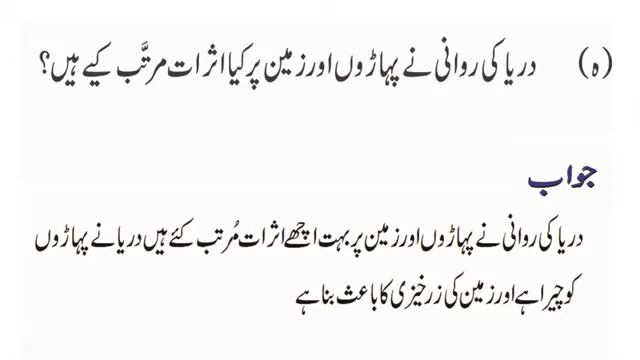 (ہ) دریا کی روانی نے پہاڑوں اور زمین پر کیا اثرات مرتَّب کیے ہیں؟
جواب
دریا کی روانی نے پہاڑوں اور زمین پر بہت اچھے اثرات مُرتب کئے ہیں دریا نے پہاڑوں
کو چیرا ہے اور زمین کی زرخیزی کا باعث بنا ہے